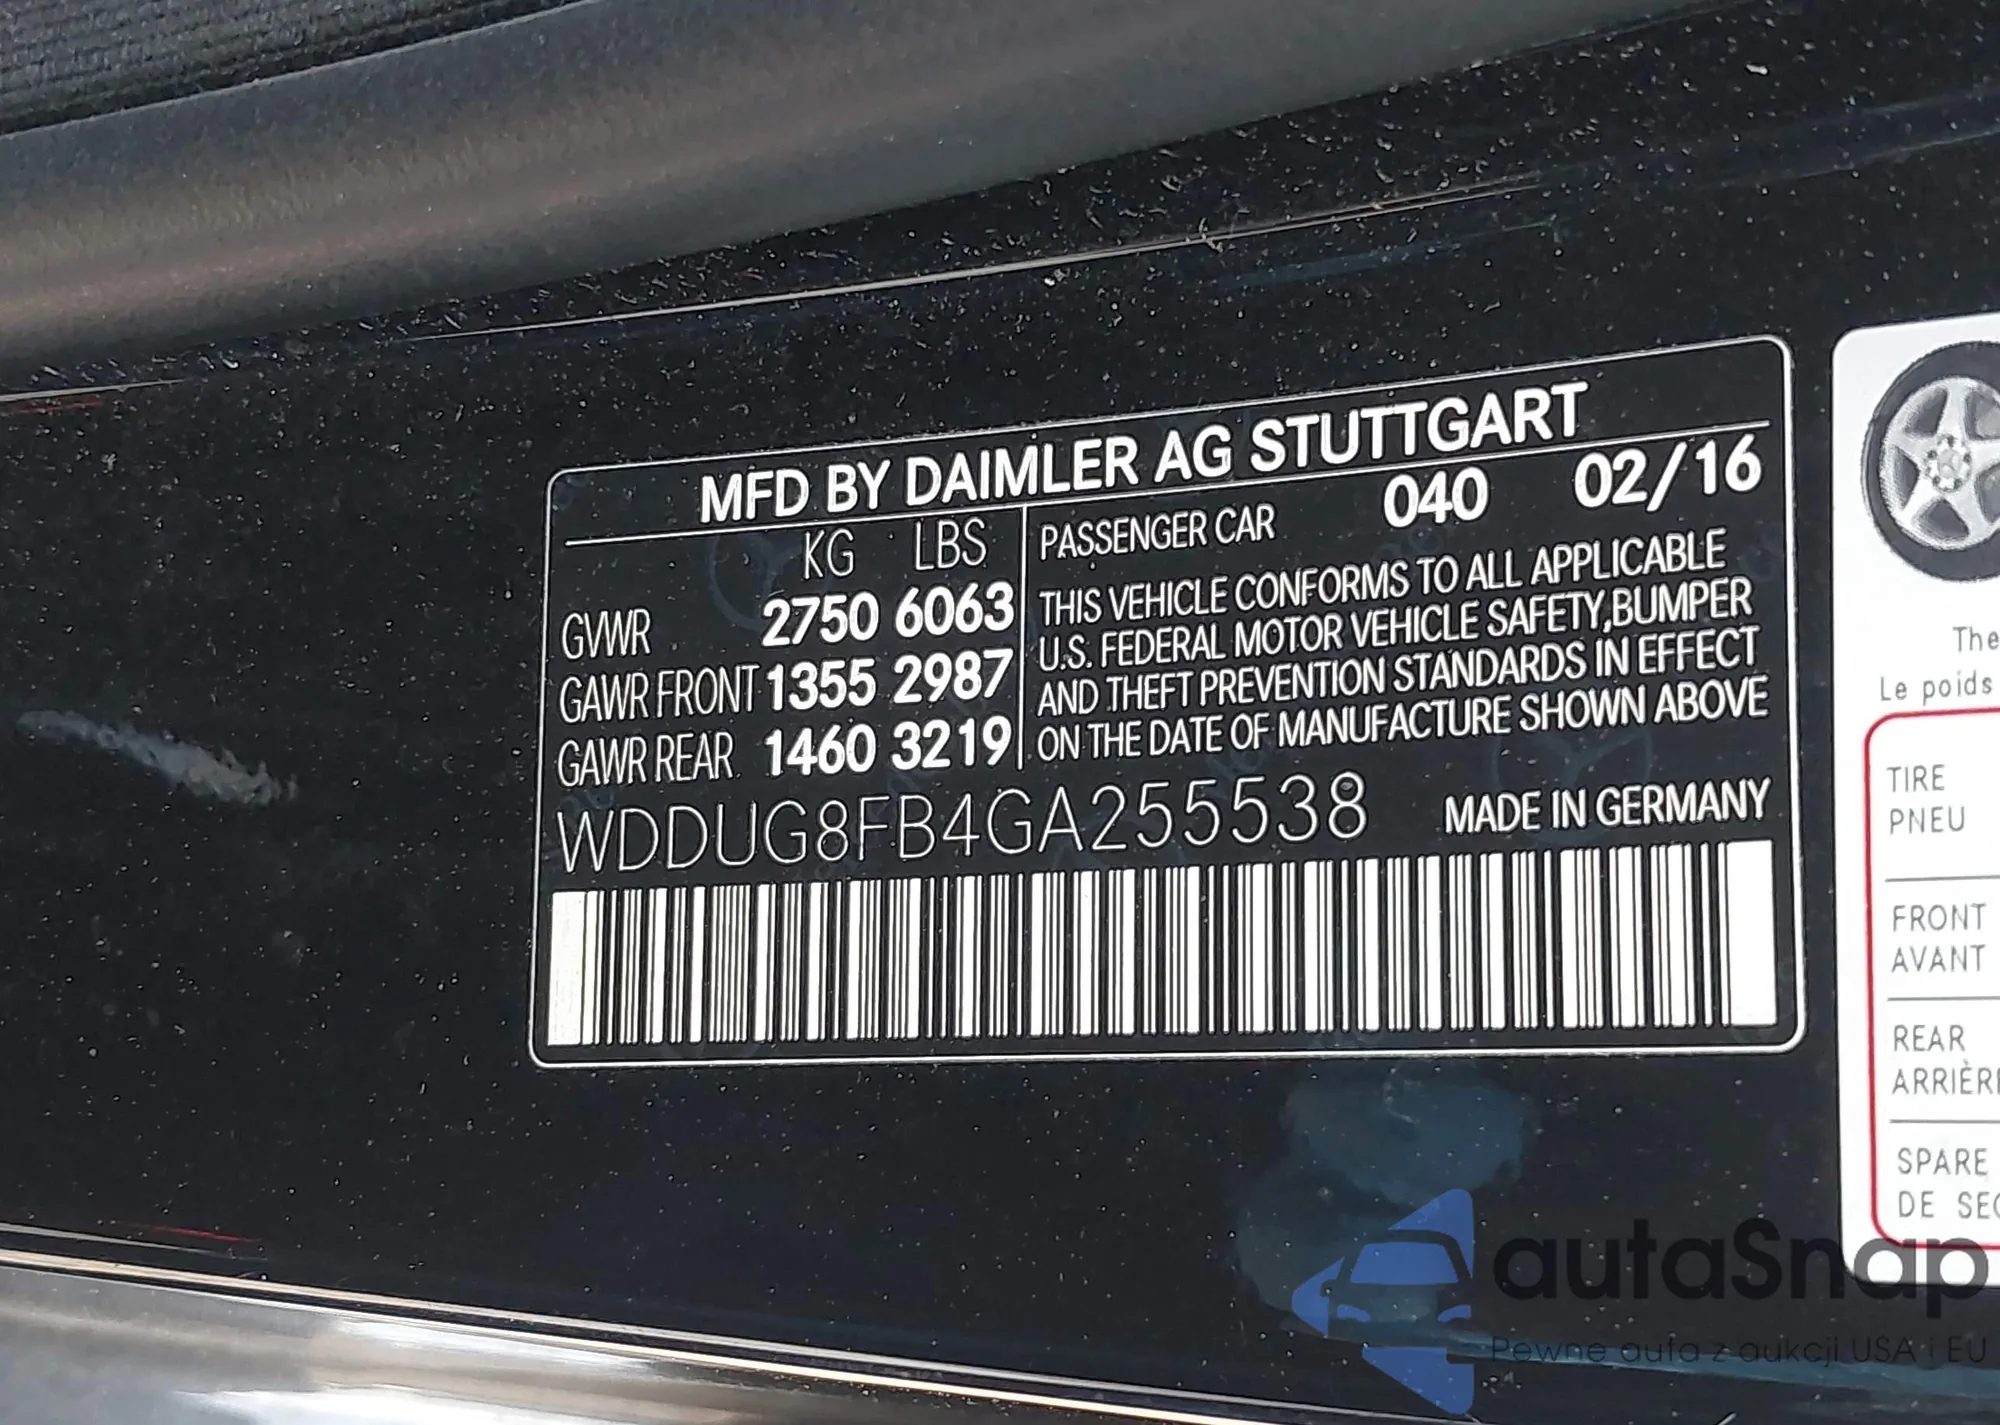 MFD BY DAIMLER AG STUTTGART
KG LBS
GVWR 2750 6063
GAWR FRONT 1355 2987
GAWR REAR 1460 3219
PASSENGER CAR 040 02/16
THIS VEHICLE CONFORMS TO ALL APPLICABLE
U.S. FEDERAL MOTOR VEHICLE SAFETY,BUMPER
AND THEFT PREVENTION STANDARDS IN EFFECT
ON THE DATE OF MANUFACTURE SHOWN ABOVE
WDDUG8FB4GA255538 MADE IN GERMANY
The
Le poids
TIRE
PNEU
FRONT
AVANT
REAR
ARRIÈR
SPARE
DE SEC
autaSnap
Pewne auta z aukcji USA i EU